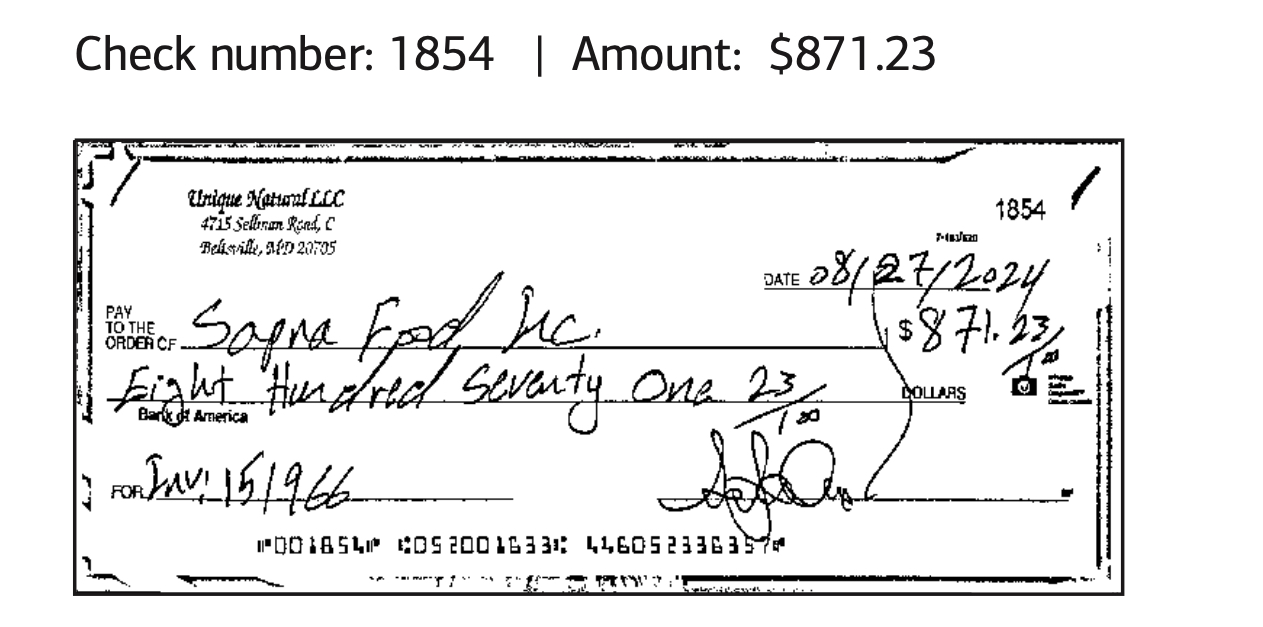 Check number: 1854 | Amount: $871.23
Unique Natural LLC
4715 Sellman Road, C
Beltsville, MD 20705
1854
DATE 08/27/2024
PAY TO THE ORDER OF Sapna Food Inc. $ 871.23/100
Eight Hundred Seventy One 23/100 DOLLARS
Bank of America
FOR Inv: 151966
⑈001854⑈ ⑆052001633⑆ 446052336357⑈